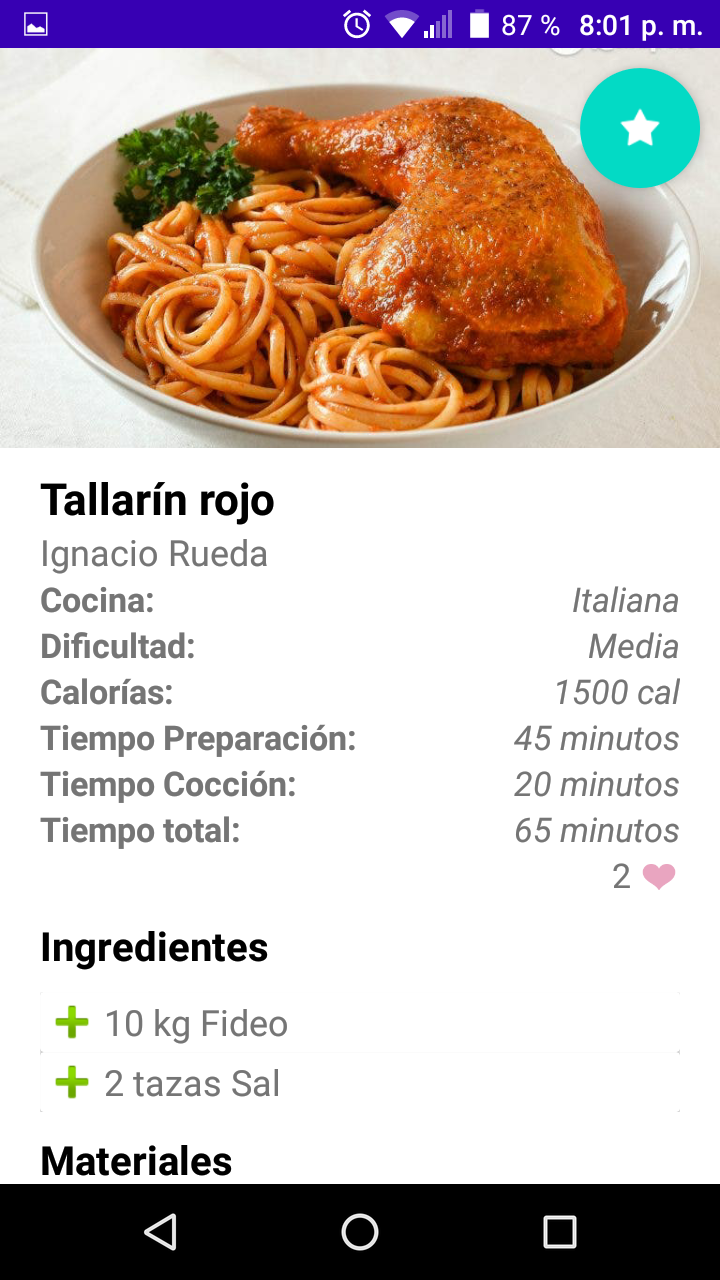 87 % 8:01 p. m.
Tallarín rojo
Ignacio Rueda
Cocina: Italiana
Dificultad: Media
Calorías: 1500 cal
Tiempo Preparación: 45 minutos
Tiempo Cocción: 20 minutos
Tiempo total: 65 minutos
2
Ingredientes
10 kg Fideo
2 tazas Sal
Materiales